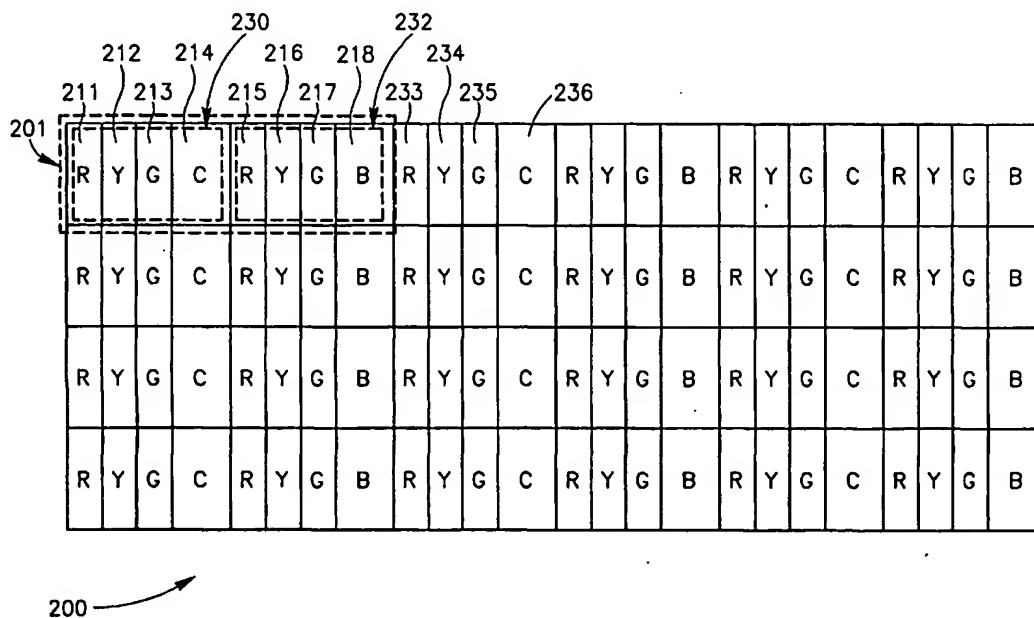 230 232
212 214 216 218 234
211 213 215 217 233 235 236
201
R Y G C R Y G B R Y G C R Y G B R Y G C R Y G B
R Y G C R Y G B R Y G C R Y G B R Y G C R Y G B
R Y G C R Y G B R Y G C R Y G B R Y G C R Y G B
R Y G C R Y G B R Y G C R Y G B R Y G C R Y G B
200